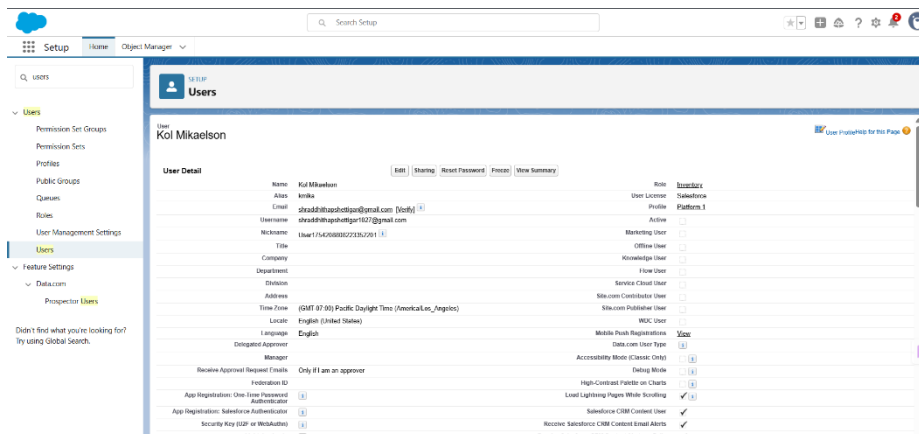 Search Setup
Setup Home Object Manager
users
SETUP
Users
Users
Permission Set Groups
Permission Sets
Profiles
Public Groups
Queues
Roles
User Management Settings
Users
Feature Settings
Data.com
Prospector Users
Didn't find what you're looking for?
Try using Global Search.
User
Kol Mikaelson
User Profile Help for this Page
User Detail Edit Sharing Reset Password Freeze View Summary
Name Kol Mikaelson Role Inventory
Alias kmika User License Salesforce
Email shraddhithapshettigar@gmail.com [Verify] Profile Platform 1
Username shraddhithapshettigar1027@gmail.com Active
Nickname Marketing User
Title Offline User
Company Knowledge User
Department Flow User
Division Service Cloud User
Address Site.com Contributor User
Time Zone (GMT-07:00) Pacific Daylight Time (America/Los_Angeles) Site.com Publisher User
Locale English (United States) WDC User
Language English Mobile Push Registrations View
Delegated Approver Data.com User Type
Manager Accessibility Mode (Classic Only)
Receive Approval Request Emails Only if I am an approver Debug Mode
Federation ID High-Contrast Palette on Charts
App Registration: One-Time Password Authenticator Load Lightning Pages While Scrolling
App Registration: Salesforce Authenticator Salesforce CRM Content User
Security Key (U2F or WebAuthn) Receive Salesforce CRM Content Email Alerts